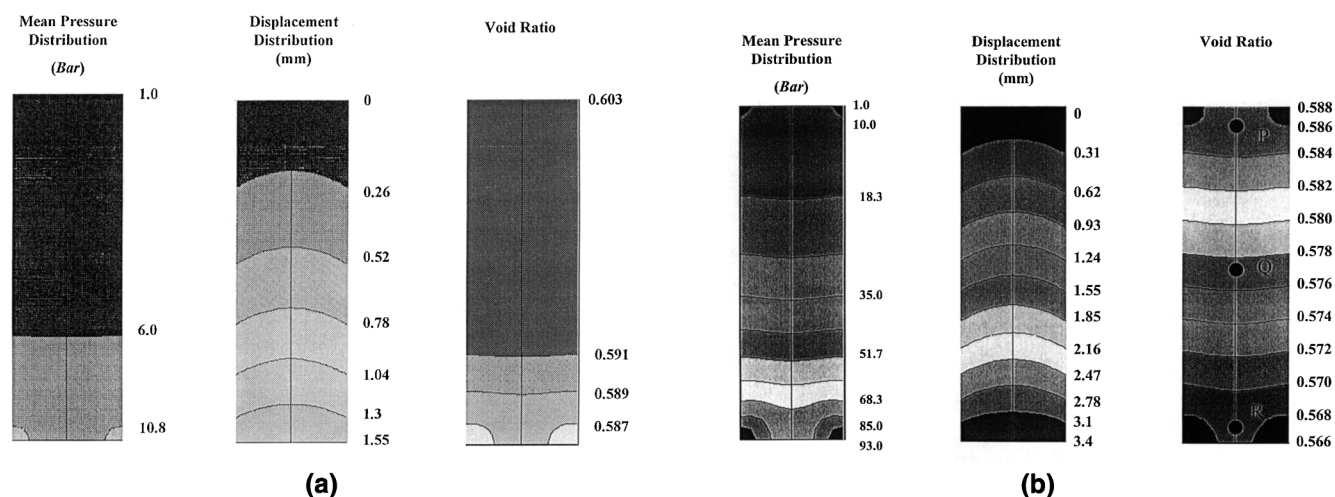 Mean Pressure
Distribution
(Bar)
1.0
6.0
10.8
Displacement
Distribution
(mm)
0
0.26
0.52
0.78
1.04
1.3
1.55
Void Ratio
0.603
0.591
0.589
0.587
(a)
Mean Pressure
Distribution
(Bar)
1.0
10.0
18.3
35.0
51.7
68.3
85.0
93.0
Displacement
Distribution
(mm)
0
0.31
0.62
0.93
1.24
1.55
1.85
2.16
2.47
2.78
3.1
3.4
Void Ratio
0.588
0.586
P
0.584
0.582
0.580
0.578
Q
0.576
0.574
0.572
0.570
R
0.568
0.566
(b)